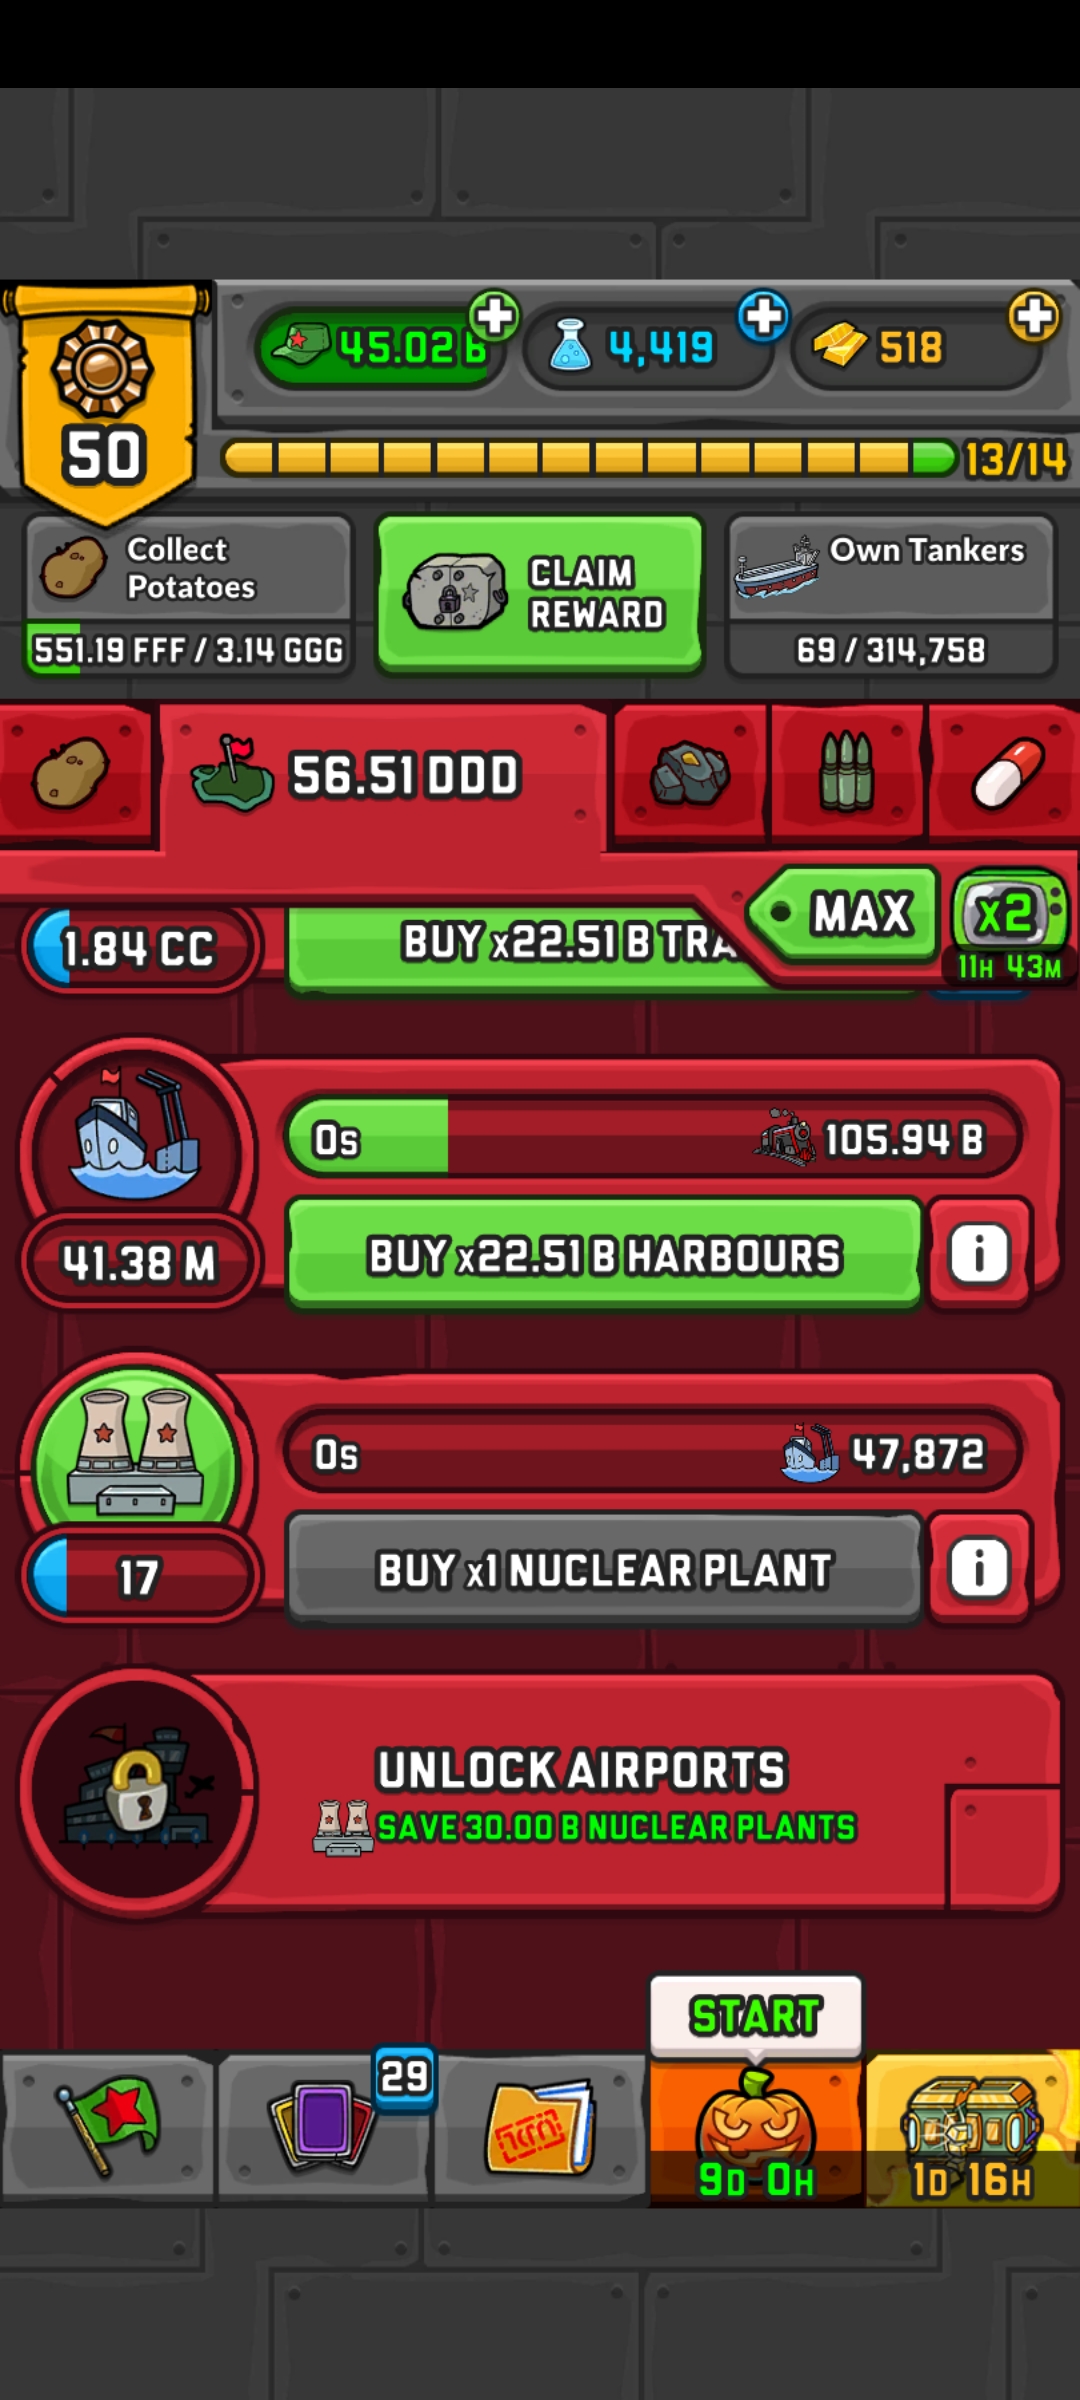 45.02 B
4,419
518
50
13/14
Collect
Potatoes
551.19 FFF / 3.14 GGG
CLAIM
REWARD
Own Tankers
69 / 314,758
56.51 DDD
MAX
x2
11H 43M
1.84 CC
BUY x22.51 B TRA
0s
105.94 B
41.38 M
BUY x22.51 B HARBOURS
i
0s
47,872
17
BUY x1 NUCLEAR PLANT
i
UNLOCK AIRPORTS
SAVE 30.00 B NUCLEAR PLANTS
START
29
9D 0H
1D 16H